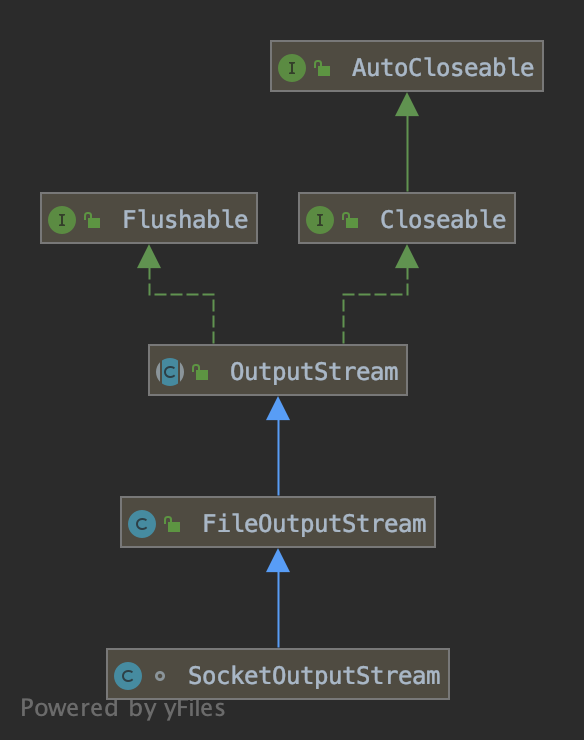 I AutoCloseable
I Flushable
I Closeable
C OutputStream
C FileOutputStream
C SocketOutputStream
Powered by yFiles